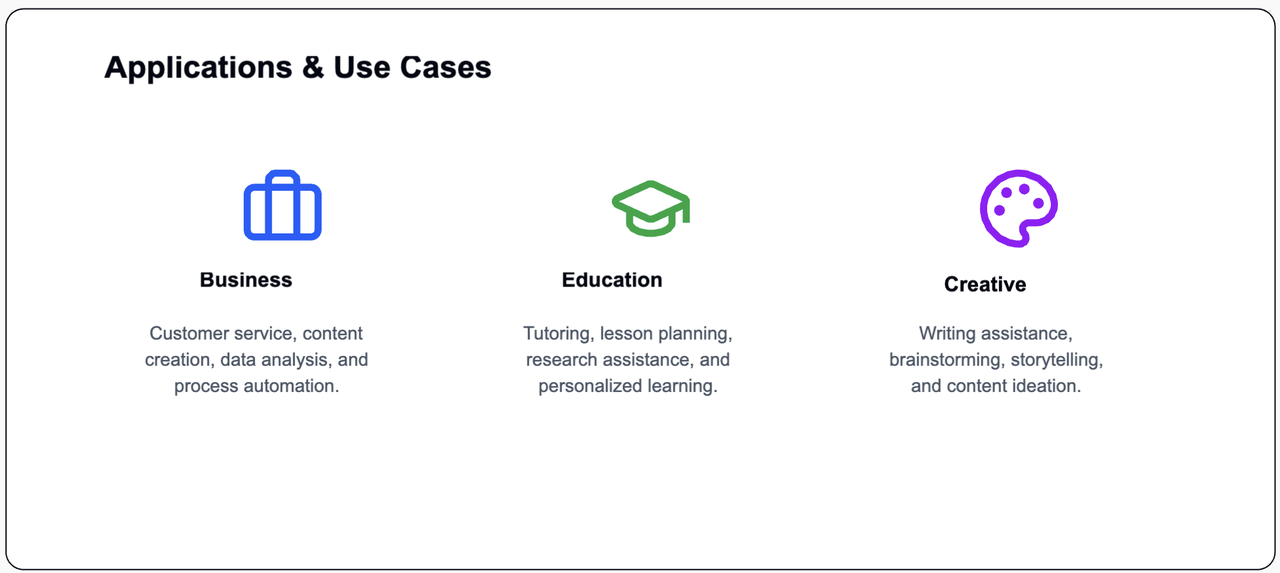 Applications & Use Cases
Business
Customer service, content
creation, data analysis, and
process automation.
Education
Tutoring, lesson planning,
research assistance, and
personalized learning.
Creative
Writing assistance,
brainstorming, storytelling,
and content ideation.